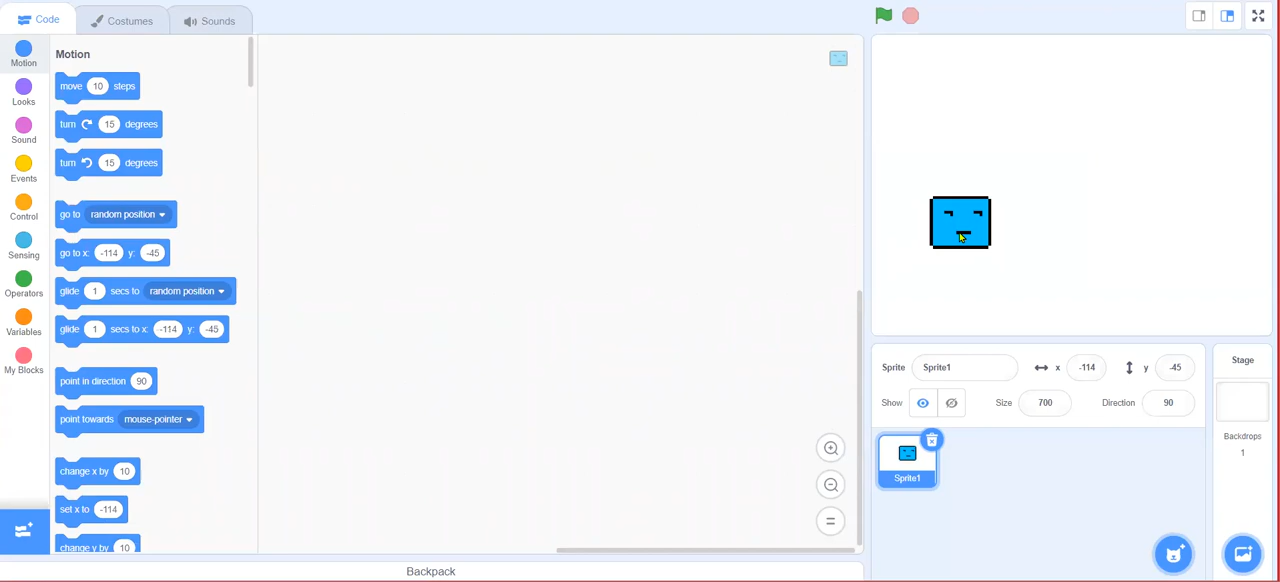 Code Costumes Sounds
Motion
Looks
Sound
Events
Control
Sensing
Operators
Variables
My Blocks
Motion
move 10 steps
turn 15 degrees
turn 15 degrees
go to random position
go to x: -114 y: -45
glide 1 secs to random position
glide 1 secs to x: -114 y: -45
point in direction 90
point towards mouse-pointer
change x by 10
set x to -114
change y by 10
Backpack
Sprite Sprite1 x -114 y -45
Show Size 700 Direction 90
Sprite1
Stage
Backdrops
1